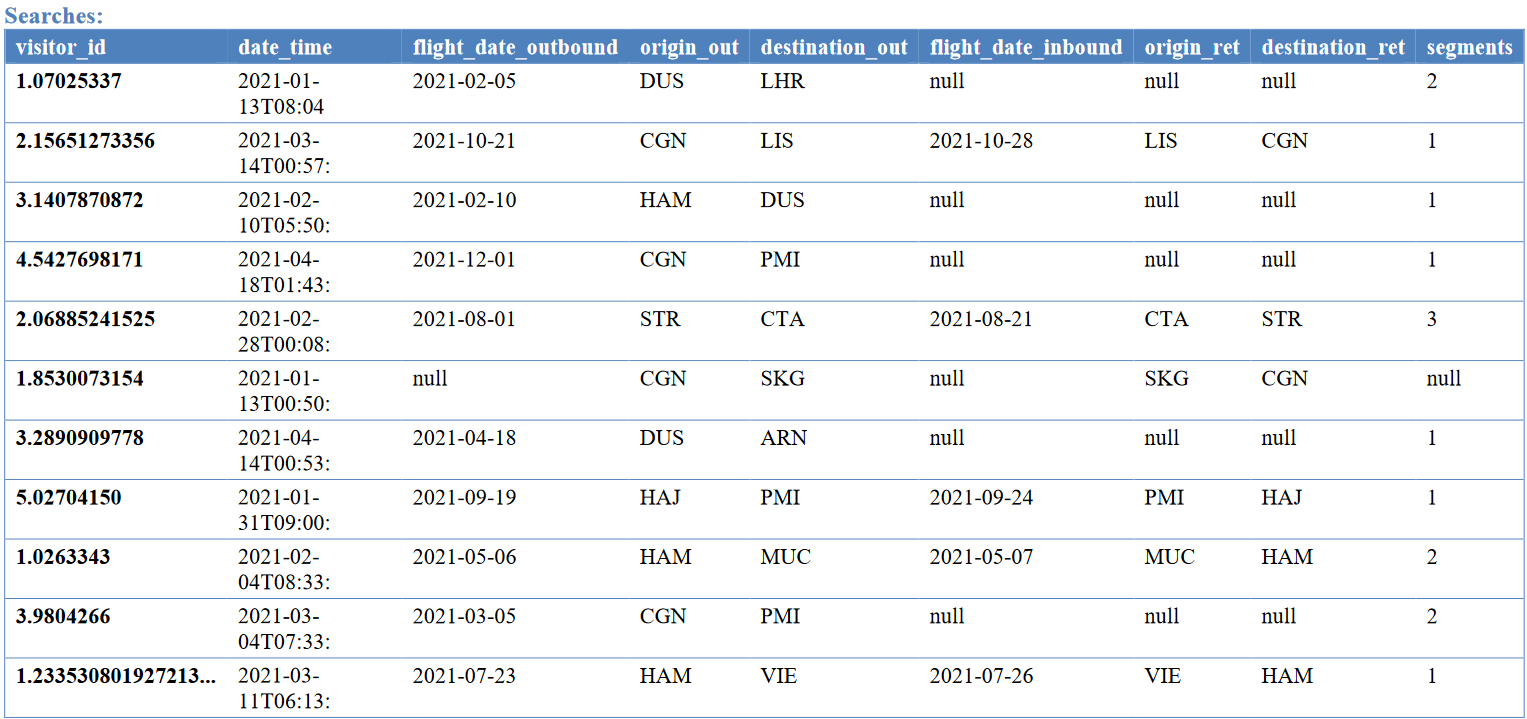 Searches:
visitor_id date_time flight_date_outbound origin_out destination_out flight_date_inbound origin_ret destination_ret segments
1.07025337 2021-01- 2021-02-05 DUS LHR null null null 2
13T08:04
2.15651273356 2021-03- 2021-10-21 CGN LIS 2021-10-28 LIS CGN 1
14T00:57:
3.1407870872 2021-02- 2021-02-10 HAM DUS null null null 1
10T05:50:
4.5427698171 2021-04- 2021-12-01 CGN PMI null null null 1
18T01:43:
2.06885241525 2021-02- 2021-08-01 STR CTA 2021-08-21 CTA STR 3
28T00:08:
1.8530073154 2021-01- null CGN SKG null SKG CGN null
13T00:50:
3.2890909778 2021-04- 2021-04-18 DUS ARN null null null 1
14T00:53:
5.02704150 2021-01- 2021-09-19 HAJ PMI 2021-09-24 PMI HAJ 1
31T09:00:
1.0263343 2021-02- 2021-05-06 HAM MUC 2021-05-07 MUC HAM 2
04T08:33:
3.9804266 2021-03- 2021-03-05 CGN PMI null null null 2
04T07:33:
1.233530801927213... 2021-03- 2021-07-23 HAM VIE 2021-07-26 VIE HAM 1
11T06:13: